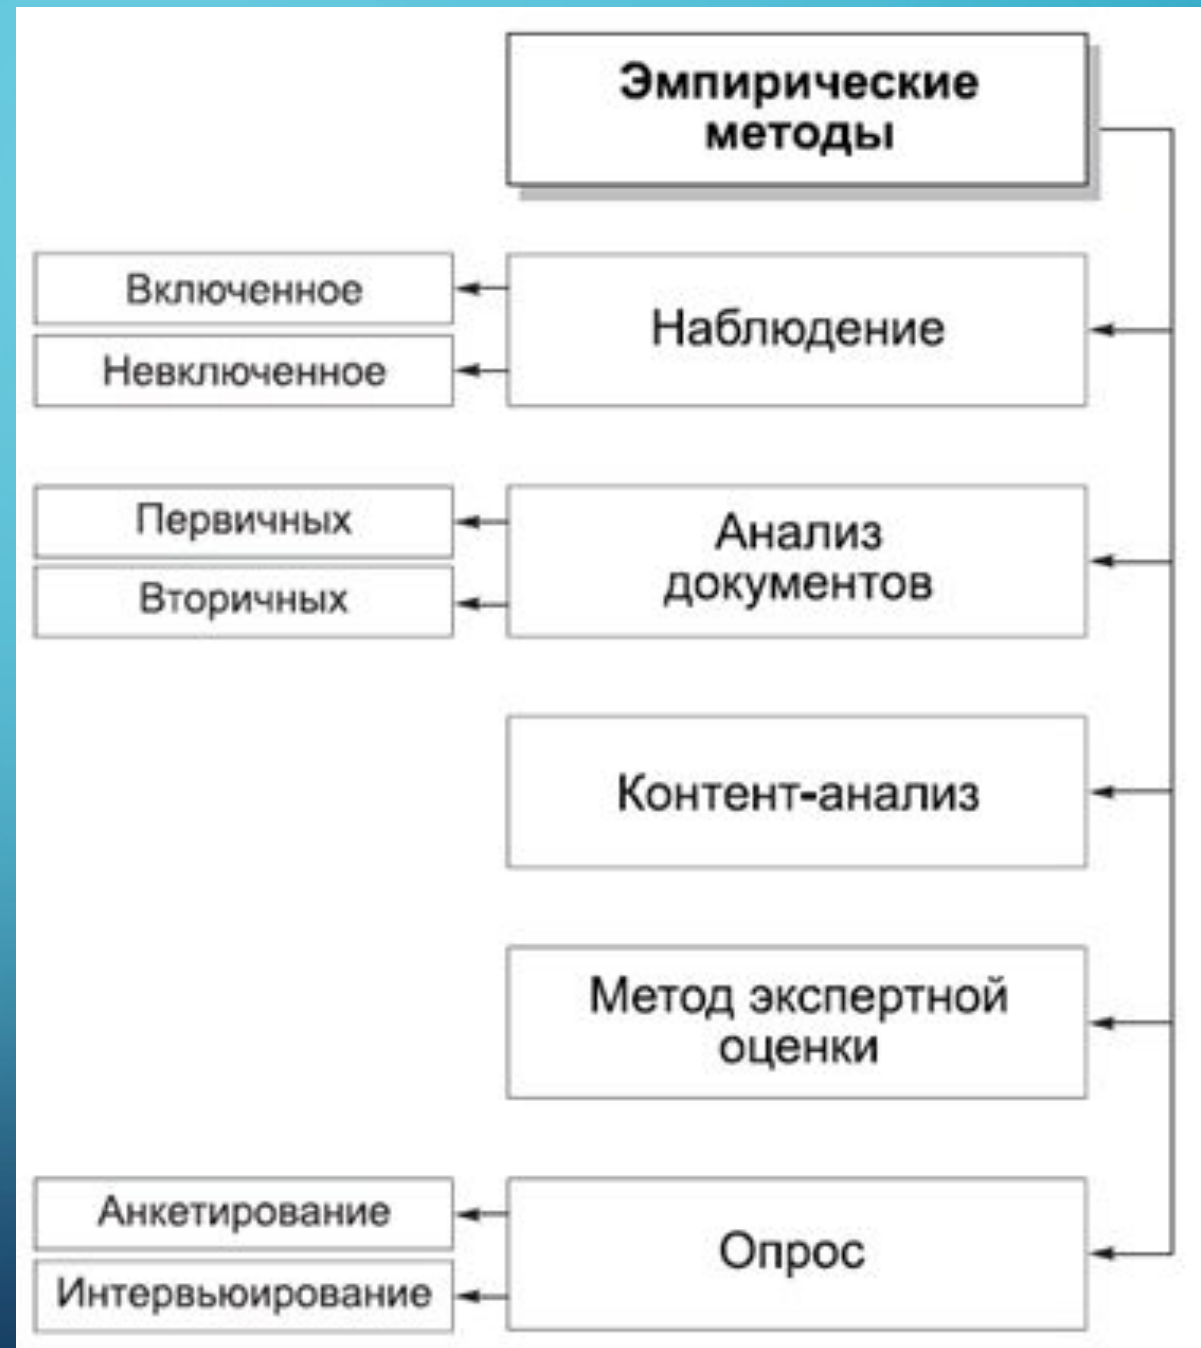 Эмпирические
методы
Включенное
Наблюдение
Невключенное
Первичных
Анализ
документов
Вторичных
Контент-анализ
Метод экспертной
оценки
Анкетирование
Опрос
Интервьюирование